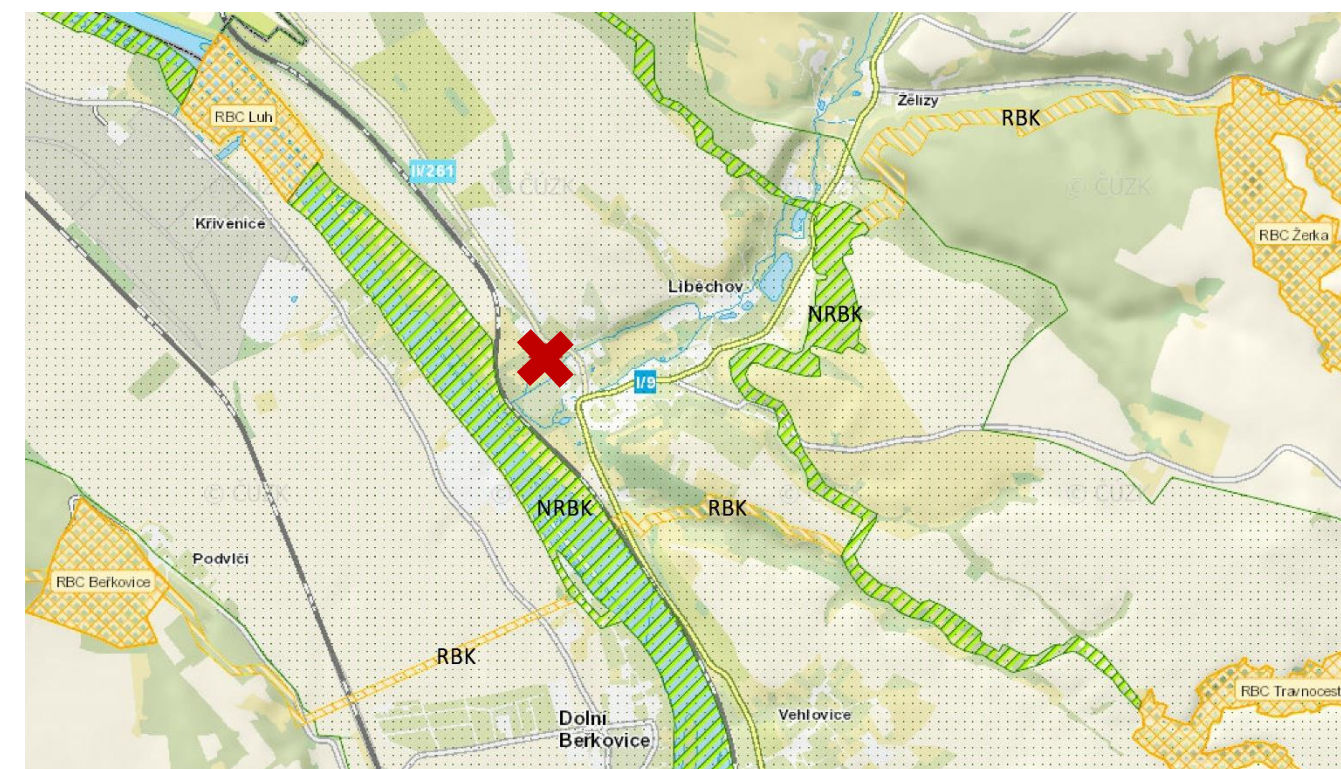 Želízy
RBK
RBC Luh
II/261
© ČÚZK
© ČÚZK
© ČÚZK
Křivenice
RBC Žerka
Liběchov
NRBK
I/9
© ČÚZK
© ČÚZK
NRBK
RBK
Podvlčí
RBC Beřkovice
RBK
RBC Travnocest
Dolní
Beřkovice
Vehlovice